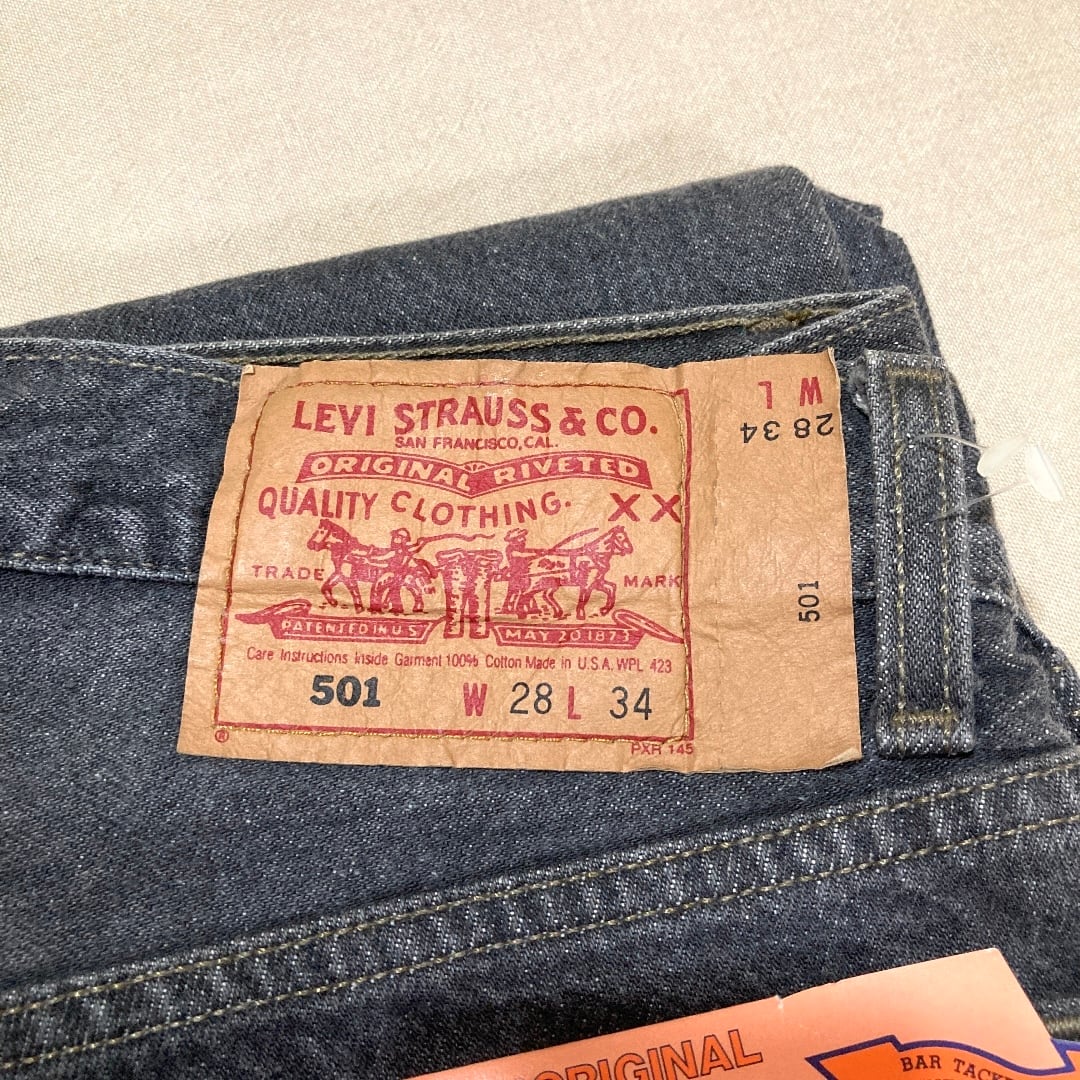 LEVI STRAUSS & CO.
SAN FRANCISCO, CAL.
ORIGINAL RIVETED
QUALITY CLOTHING. XX
TRADE MARK
PATENTED IN U S MAY 20 1873
Care Instructions Inside Garment 100% Cotton Made in U.S.A. WPL 423
501 W 28 L 34
®
PXR 145
W L
28 34
501
ORIGINAL
BAR TACK